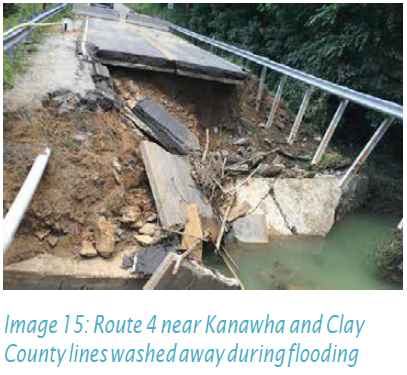 Image 15: Route 4 near Kanawha and Clay
County lines washed away during flooding